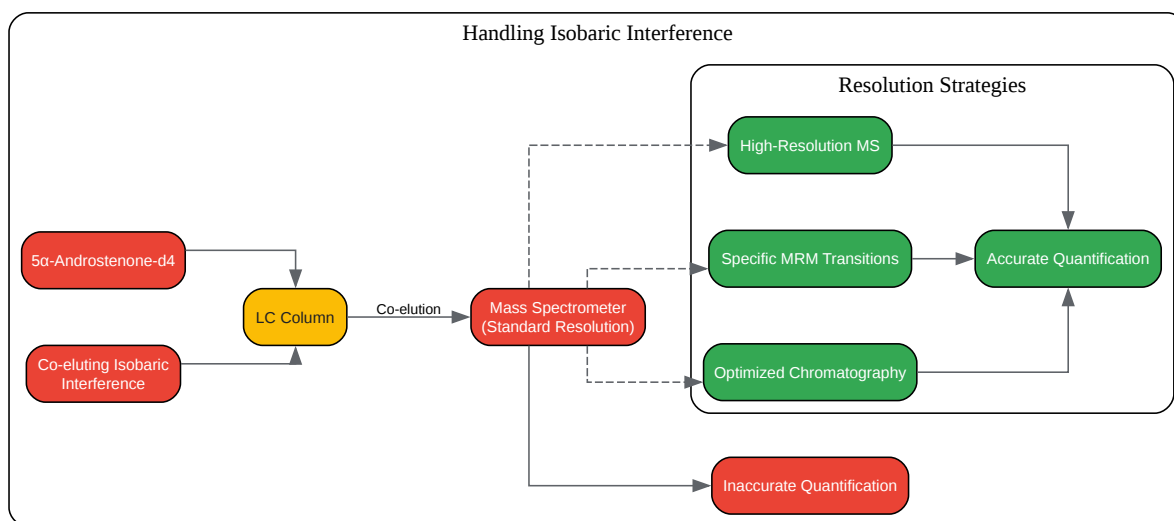 Handling Isobaric Interference
Resolution Strategies
High-Resolution MS
5α-Androstenone-d4
Specific MRM Transitions
Accurate Quantification
LC Column
Co-elution
Mass Spectrometer
(Standard Resolution)
Co-eluting Isobaric
Interference
Optimized Chromatography
Inaccurate Quantification